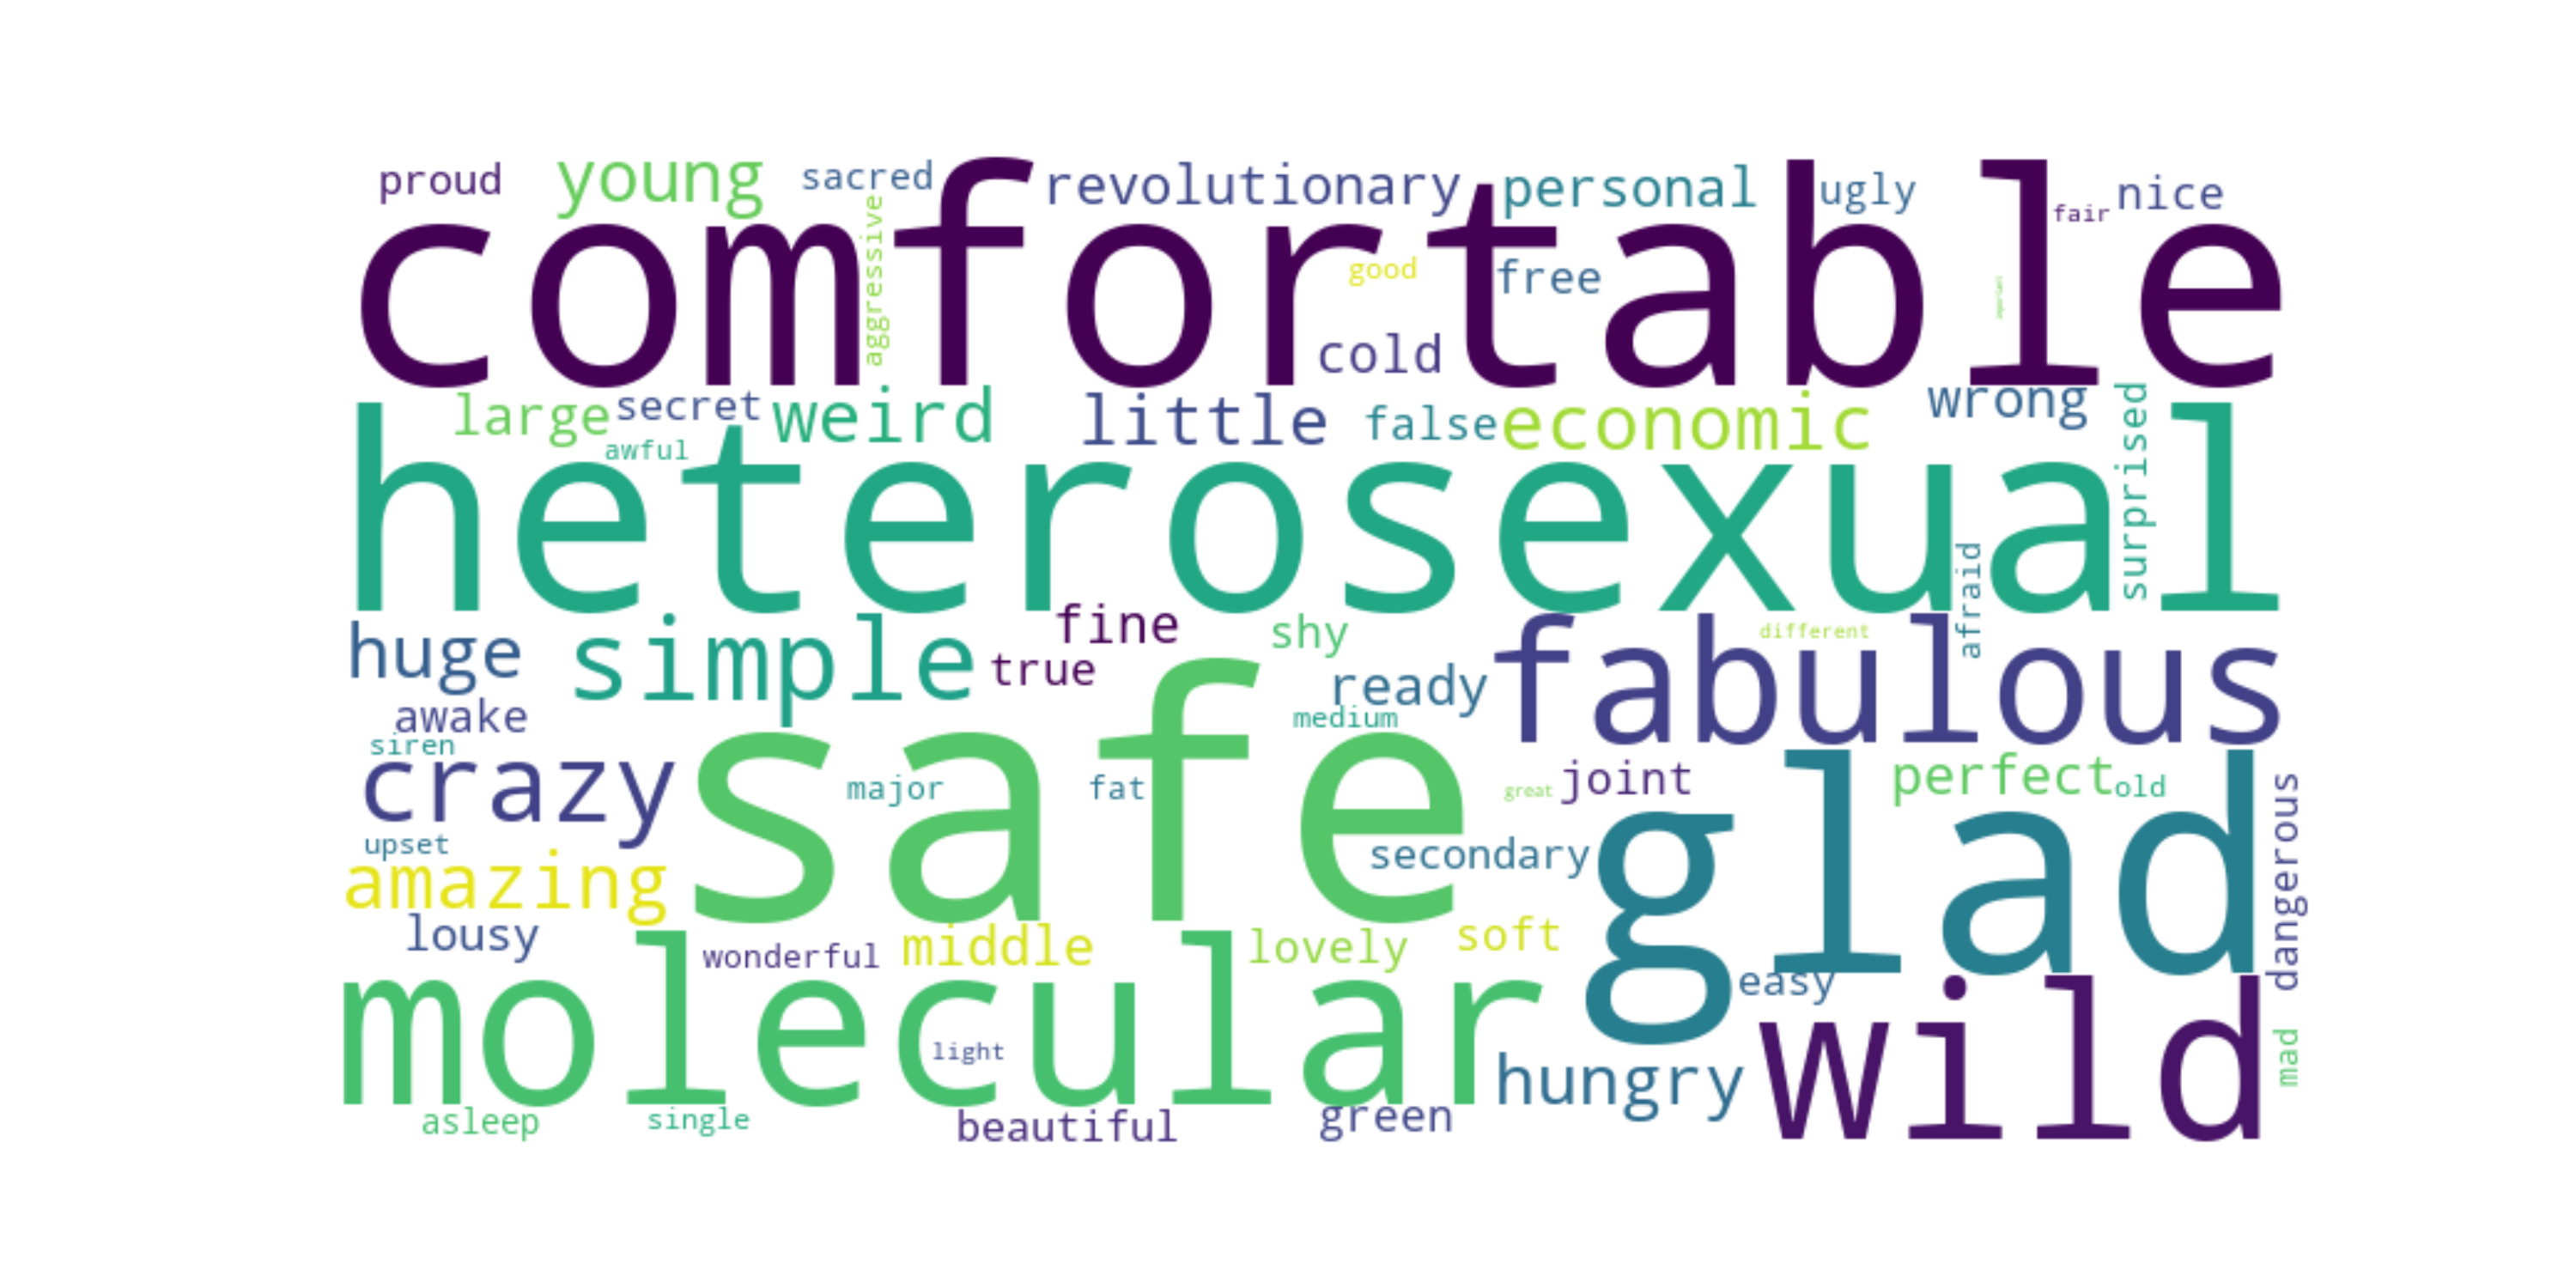 proud young sacred revolutionary personal ugly fair nice
comfortable
aggressive
good free
cold
large secret weird little false economic wrong
awful
surprised
heterosexual
afraid
huge simple fine shy different
true ready fabulous
awake medium
siren
crazy safe major fat great joint perfect old
dangerous
glad
upset secondary
amazing
lousy wonderful middle lovely soft
easy
molecular wild
light hungry mad
asleep single beautiful green